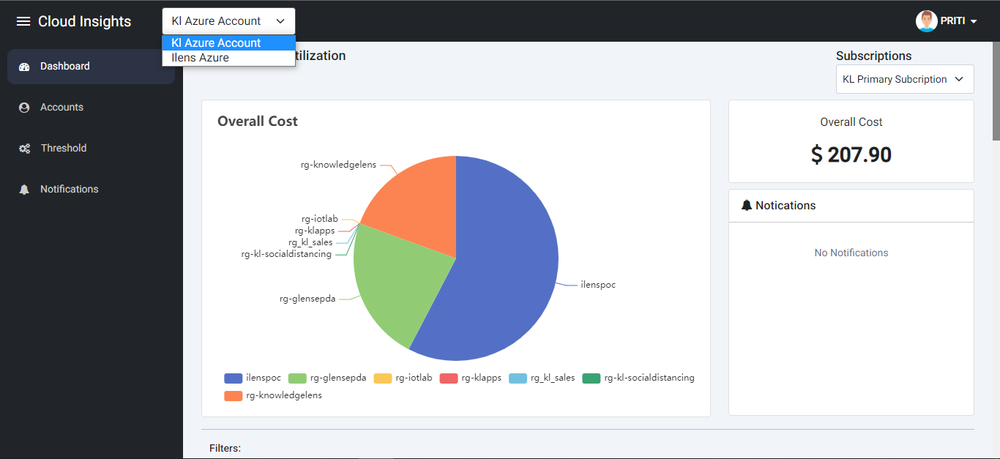 Cloud Insights
Kl Azure Account
PRITI
Kl Azure Account
Ilens Azure
Dashboard
Accounts
Threshold
Notifications
tilization
Subscriptions
KL Primary Subcription
Overall Cost
rg-knowledgelens
rg-iotlab
rg-klapps
rg_kl_sales
rg-kl-socialdistancing
rg-glensepda
ilenspoc
ilenspoc rg-glensepda rg-iotlab rg-klapps rg_kl_sales rg-kl-socialdistancing
rg-knowledgelens
Overall Cost
$ 207.90
Notications
No Notifications
Filters: